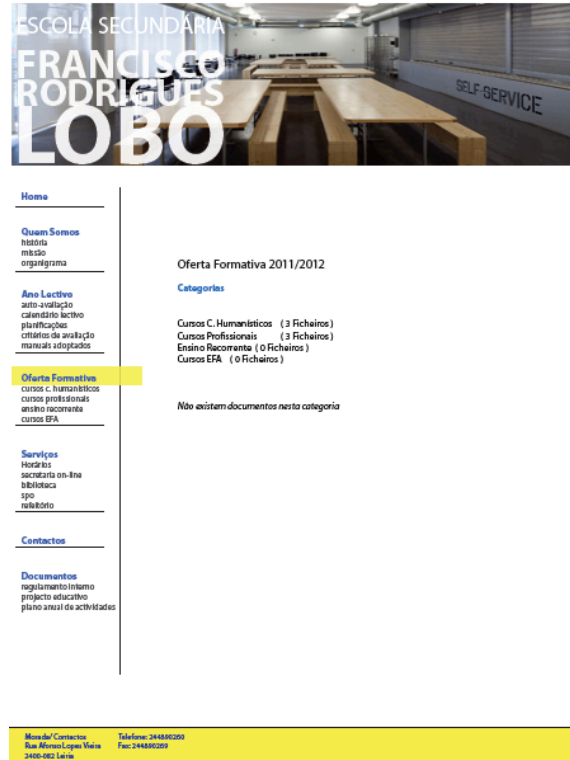 ESCOLA SECUNDÁRIA
FRANCISCO
RODRIGUES
LOBO
SELF-SERVICE
Home
Quem Somos
história
missão
organigrama
Ano Lectivo
auto-avaliação
calendário lectivo
planificações
critérios de avaliação
manuais adoptados
Oferta Formativa
cursos c. humanísticos
cursos profissionais
ensino recorrente
cursos EFA
Serviços
Horários
secretaria on-line
biblioteca
spo
refeitório
Contactos
Documentos
regulamento interno
projecto educativo
plano anual de actividades
Oferta Formativa 2011/2012
Categorias
Cursos C. Humanísticos ( 3 Ficheiros )
Cursos Profissionais ( 3 Ficheiros )
Ensino Recorrente ( 0 Ficheiros )
Cursos EFA ( 0 Ficheiros )
Não existem documentos nesta categoria
Morada/ Contactos
Rua Afonso Lopes Vieira
2400-082 Leiria
Telefone: 244890260
Fax: 244890269